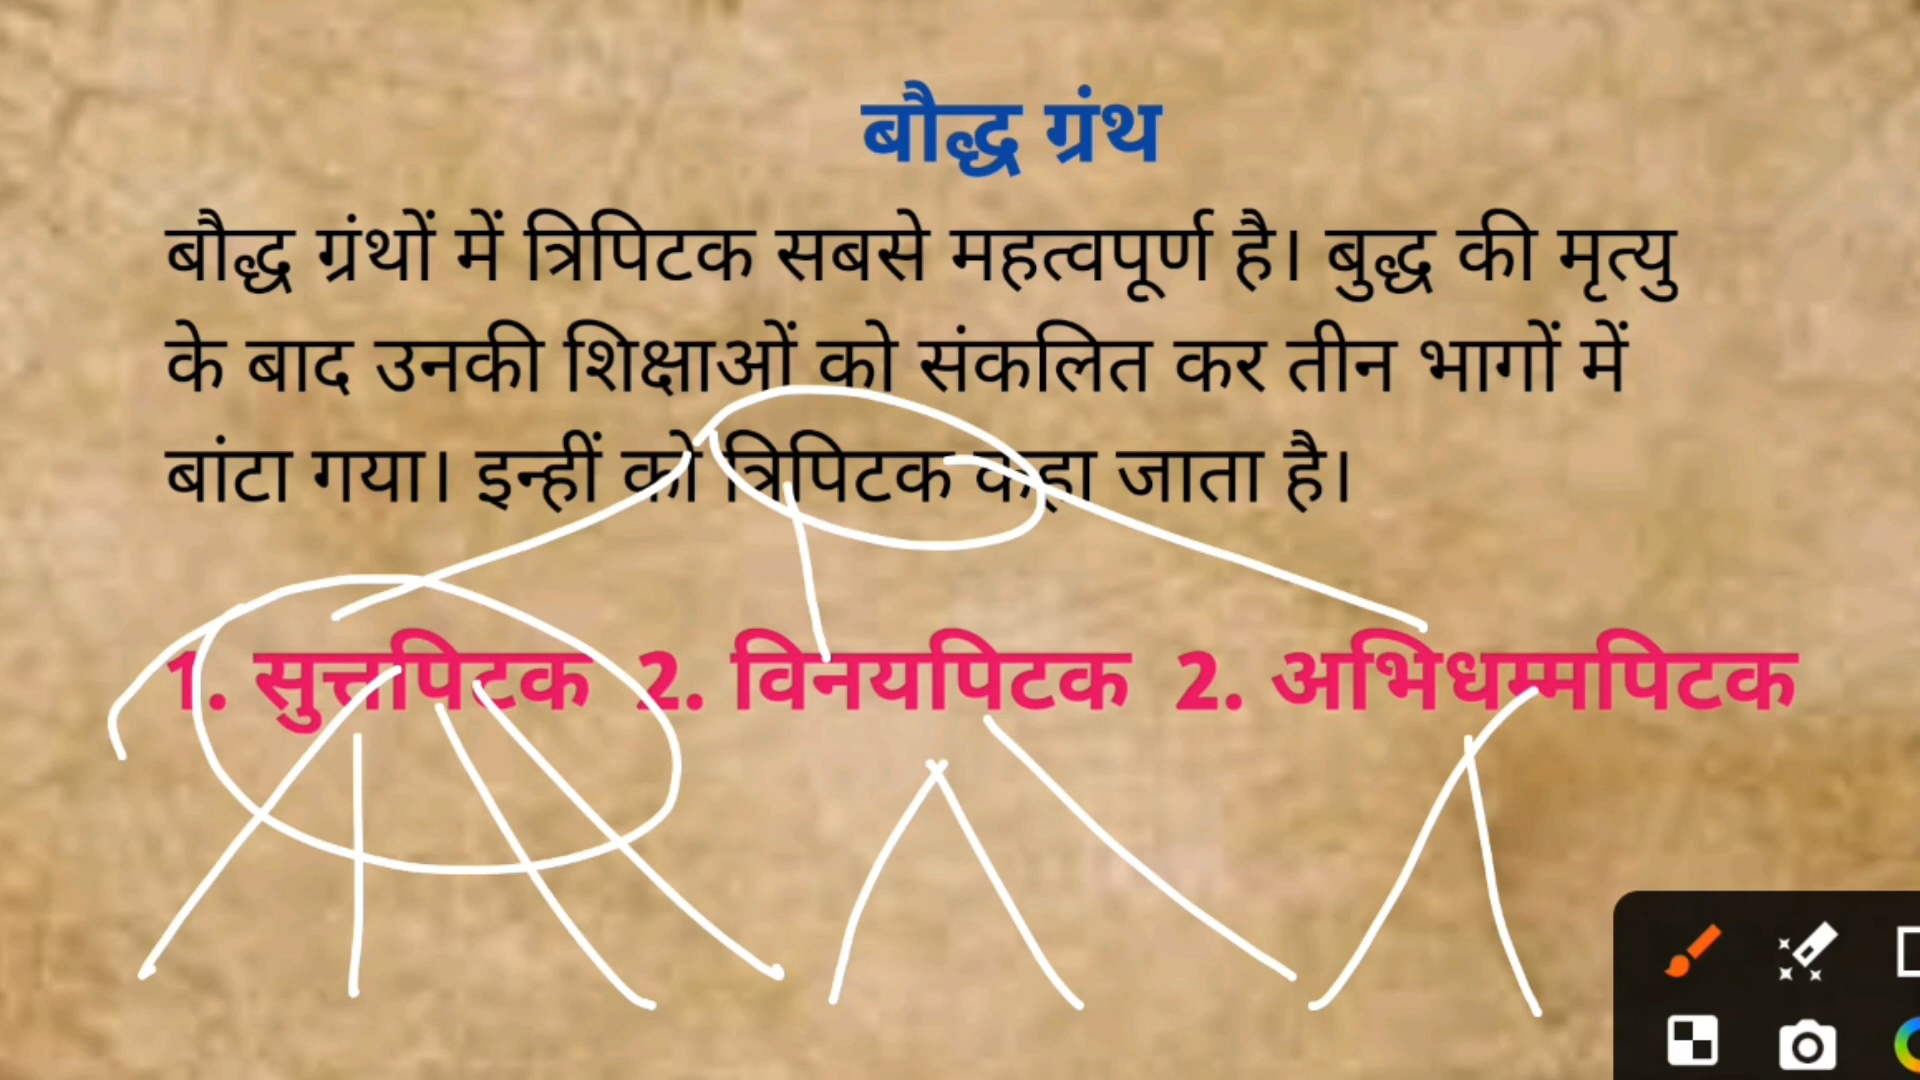 बौद्ध ग्रंथ
बौद्ध ग्रंथों में त्रिपिटक सबसे महत्वपूर्ण है। बुद्ध की मृत्यु
के बाद उनकी शिक्षाओं को संकलित कर तीन भागों में
बांटा गया। इन्हीं को त्रिपिटक कहा जाता है।
1. सुत्तपिटक 2. विनयपिटक 2. अभिधम्मपिटक